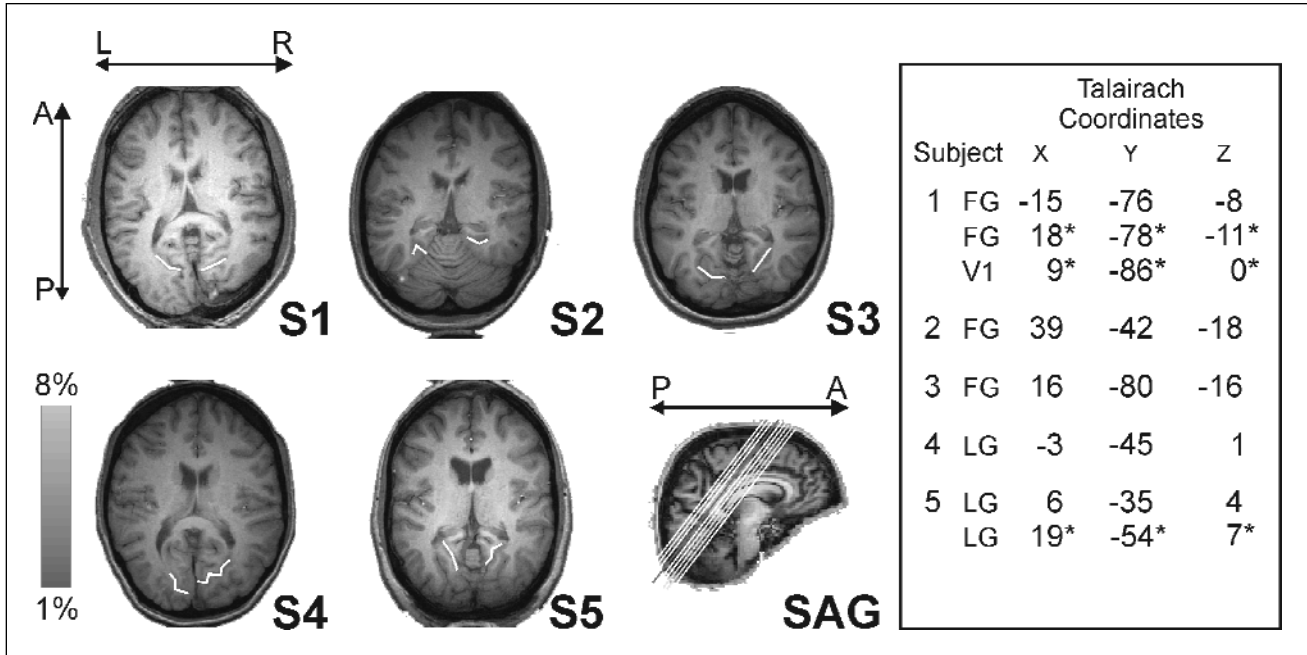 L R
A
P
S1
S2
S3
8%
1%
S4
S5
P A
SAG
Talairach
Coordinates
Subject X Y Z
1 FG -15 -76 -8
FG 18* -78* -11*
V1 9* -86* 0*
2 FG 39 -42 -18
3 FG 16 -80 -16
4 LG -3 -45 1
5 LG 6 -35 4
LG 19* -54* 7*